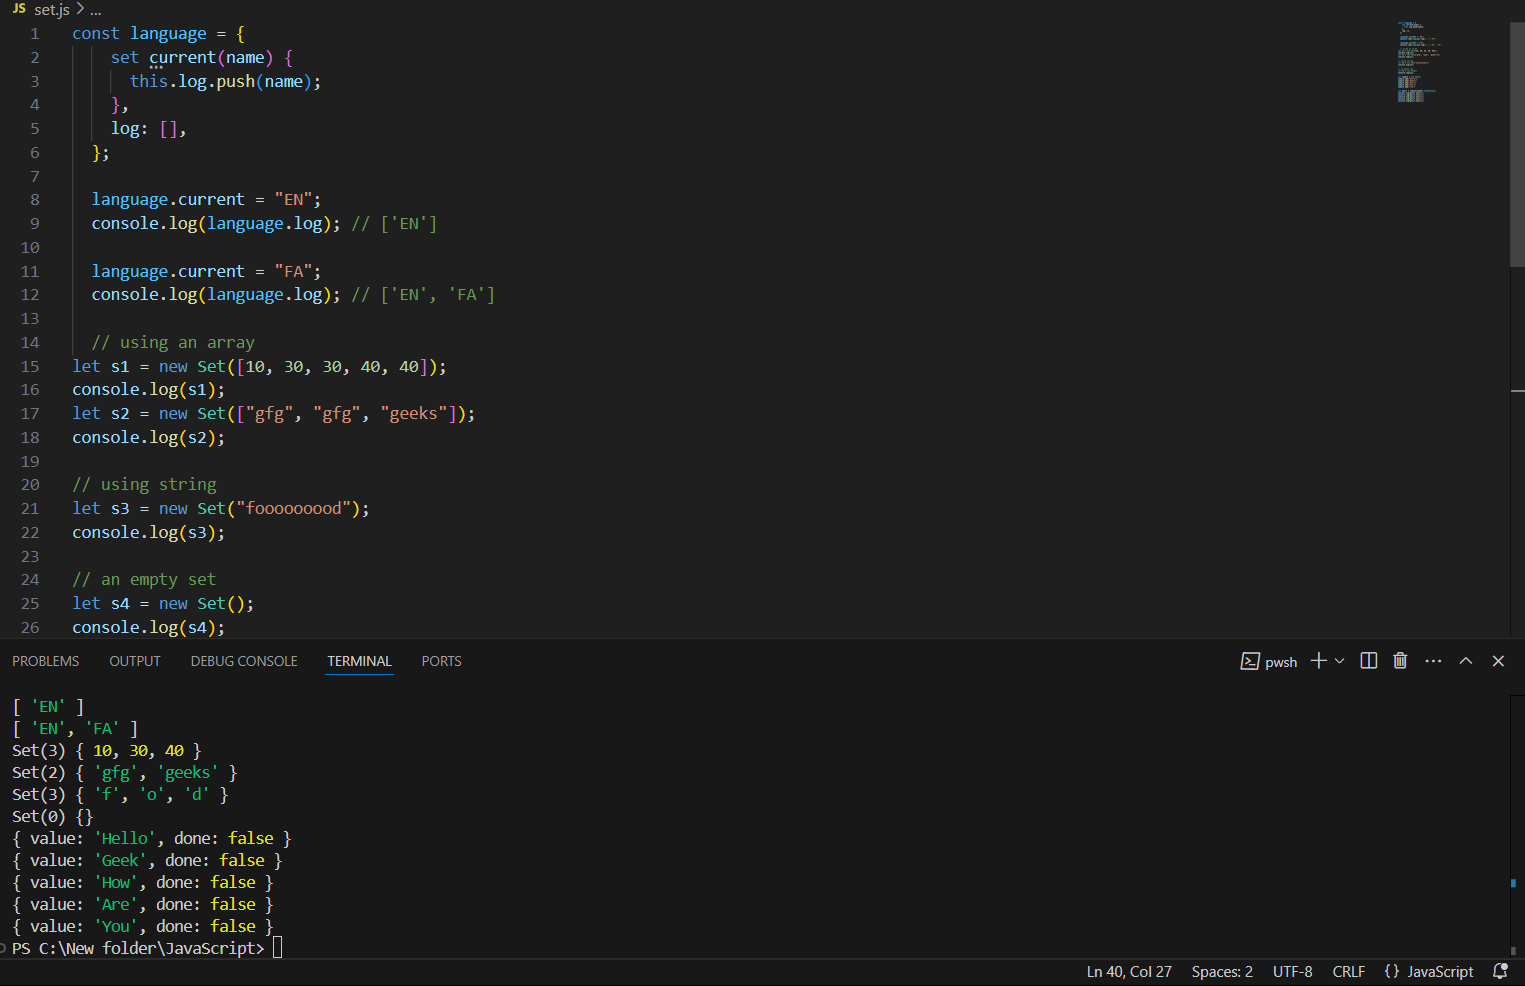 JS set.js > ...
1 const language = {
2 set current(name) {
3 this.log.push(name);
4 },
5 log: [],
6 };
7
8 language.current = "EN";
9 console.log(language.log); // ['EN']
10
11 language.current = "FA";
12 console.log(language.log); // ['EN', 'FA']
13
14 // using an array
15 let s1 = new Set([10, 30, 30, 40, 40]);
16 console.log(s1);
17 let s2 = new Set(["gfg", "gfg", "geeks"]);
18 console.log(s2);
19
20 // using string
21 let s3 = new Set("fooooooood");
22 console.log(s3);
23
24 // an empty set
25 let s4 = new Set();
26 console.log(s4);
PROBLEMS OUTPUT DEBUG CONSOLE TERMINAL PORTS pwsh
[ 'EN' ]
[ 'EN', 'FA' ]
Set(3) { 10, 30, 40 }
Set(2) { 'gfg', 'geeks' }
Set(3) { 'f', 'o', 'd' }
Set(0) {}
{ value: 'Hello', done: false }
{ value: 'Geek', done: false }
{ value: 'How', done: false }
{ value: 'Are', done: false }
{ value: 'You', done: false }
PS C:\New folder\JavaScript>
Ln 40, Col 27 Spaces: 2 UTF-8 CRLF {} JavaScript